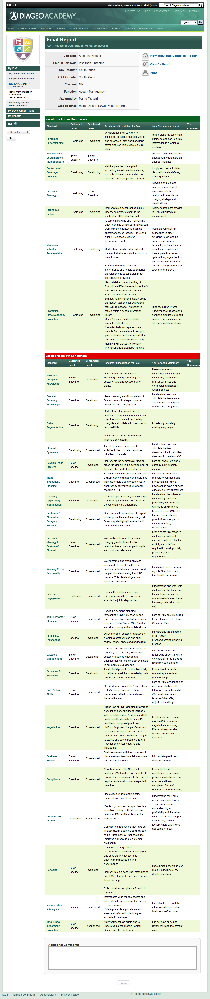 DIAGEO
Welcome back james capacitação sheil (log-out)
Search Diageo Academy...
HOW TO USE
HELP
CONTACT US
SITE MAP
FEEDBACK
DIAGEO ACADEMY
English
Set
HOME
CORE LEARNING
FUNCTIONAL LEARNING
MY DEVELOPMENT
WHAT'S NEW
SEARCH
UTILITIES
RESOURCES
ADMIN
My iCAT
My Current Assessments
Completed Assessments
Review My Manager
Assessments
Review My Manager
Calibrated
Assessments
Review My Manager
Development Plans
My Development Plans
My Reports
Help
UK English
Set
Final Report
iCAT Assessment Calibration for Marco Ziccardi
Job Role Account Director
Time in Job Role less than 6 months
iCAT Market South Africa
iCAT Country South Africa
Channel N/a
Function Acount Management
Assigned by Marco Ziccardi
Diageo Email marco.ziccardi@wbtsystems.com
View Individual Capability Report
View Calibration
Print
Variations Above Benchmark
Standard
Calibrated
Level
Benchmark
Level
Benchmark Description for Role
Your Chosen Statement
Your
Comments
Customer
Understanding
Developing
Developing
Understands their customers
business, including mission, vision
and objectives (both short and long
term), and use this to develop joint
plans.
I understand my customers
business and can use this
information to develop a
joint plan
Working with
Customers on
their Shoppers
Below
Baseline
Below
Baseline
I do not / am not required to
engage with customers on
shopper insights
Contact and
Coverage
Planning
Developing
Developing
Visit frequencies are applied
according to customer importance,
capacity planning done and resource
allocated according to two key inputs
I apply and can articulate
clear rationale in defining
call frequencies
Category
Strategy
Developing
Below
Baseline
I develop and execute
category management
programs with the
customer to execute our
category strategy and
growth drivers
Structured
Selling
Developing
Developing
Demonstrates best practice in 8 x 6.
Coaches/ mentors others in the
application of the structure call.
I demonstrate best practice
in 8 x 6 structured call /
appointment
Managing
Industry
Relationships
Developing
Developing
Is active in building and maintaining
understanding of how commercial can
work with other functions such as
customer service, cat dev, CP&A and
supply &logistics to deliver
performance goals
Understands and is active in local
trade or industry association and acts
on outcomes.
Proactively reviews agency's
performance and is able to enhance
the relationship to consistently get
great results for Diageo.
I work closely with my
colleagues in other
functions to execute the
commercial agenda.
I am active in local trade or
industry associations. I
have a proactive review
cycle with my agencies that
enhance the relationship
and they always deliver the
targets they are set.
Promotion
Effectiveness &
Evaluation
Developing
Developing
Has a detailed understanding of
Promotional Effectiveness. Uses the 5
Step Promo Effectiveness Process.
Pre & post evaluates 80% of
own/teams promotional activity using
the Ready Reckoner [or equivalent]
tool. All Promotional Evaluation is
stored within a central promotion
library
Uses 3rd party data to evaluate
promotion effectiveness.
Can effectively package and use
outputs from evaluations to support
preparation for customer negotiations
and internal monthly meetings, e.g..
Monthly BPM process or Monthly
Promotional Effectiveness meeting
I use the 5 Step Promo
Effectiveness Process and
apply the outputs to support
customer negotiations and
internal monthly meetings
Variations Below Benchmark
Standard
Calibrated
Level
Benchmark
Level
Benchmark Description for Role
Your Chosen Statement
Your
Comments
Market &
Competitor
Knowledge
Below
Baseline
Developing
Uses market and competitor
knowledge to help develop great
customer and shopper/consumer
plans.
I have some basic
knowledge but cannot yet
confidently articulate the
market dynamics and
competitor landscape in
which I operate
Brand &
Category
Knowledge
Baseline
Developing
Uses knowledge and information of
Diageo brands to shape customer,
consumer and category plans.
I understand and can
articulate the key features
and benefits of Diageo's
brands and categories
Outlet
Segmentation
Baseline
Developing
Understands the market and or
customer segmentation guideline, and
uses this information to accurately
categorise all outlets with own area of
responsibility.
Outlet and account segmentation
informs some activity.
I create my own daily
routing in my region
Channel
Dynamics
Developing
Experienced
Targets resources and specific
activities to the markets / countries
prioritised channels
I understand and can
articulate the key
characteristics to prioritise
channels to meet our AOP
Develop Trade
Strategy
Below
Baseline
Developing
Represents the commercial function
cross functionally in the development of
the market / country trade strategy
I am not aware of a trade
strategy in my market /
country
Trade
Investment
Planning
Baseline
Experienced
Experienced at P&L management and
actively plans, manages and evaluates
their customers trade investments to
ensure they deliver value grow and
maximise ROI
I am not aware of the my
markets / countries trade
investment principles,
however I do have a budget
allocation for my customers
Category
Opportunity
Identification
Baseline
Developing
Assess Implications of (global) Diageo
Category opportunities and prioritise
across channels / Customers
I understand the drivers of
customer growth and
profitability in the ON and
OFF trade environment
Customer &
Channel into
Category
Strategy
Developing
Experienced
Gain Support from customer to exploit
joint opportunities and execute growth
Drivers by identifying the value it will
generate for both parties
I can determine ON / OFF
trade channel roles for
growth drivers as part of
category strategy
development
Category
Strategy for
Customer/
Channel
Below
Baseline
Experienced
Work with customers to generate
category growth drivers for the
customer based on shopper insights
and customer relevance
I can see the link between
customer growth and
category strategies but I am
not fully capable / not
required to develop activity
plans for growth
opportunities
Working Cross
functionally
Baseline
Experienced
Work (internal and external) cross
functionally to decide on the key
customer/retail channel priorities and
budget allocations using the JUBP
process. This plan is aligned and
integrated in to AOP
I participate and represent
my role / function cross
functionally as required
External
Engagement
Developing
Experienced
Engage the customer and gain
agreement from the customer to
execute the joint category plan
I understand and work with
customer on the basics of
the customer business
models (retail value chains,
turnover, costs, stock, turn
etc)
Joint Customer
Planning
Below
Baseline
Experienced
Leads the demand planning/
forecasting (S&OP) process from a
sales perspective, regularly reviewing
to assess Out of Stocks (OOS), risks
and slow moving and obsolete stocks
I am not fully able / required
to develop and sell a Joint
Customer Plan.
Planning &
Forecasting
Baseline
Developing
Utilize shopper/ customer analytics to
develop a category plan and shelf
review ( range, space and navigation)
I understand the outcome
of the S&OP
process/demand planning
process
Category
Management
Below
Baseline
Developing
Conduct and execute range and space
reviews ( ease of shop) in line with
customer business needs and
priorities using the technology available
in my markets e.g. Cosmic
I do not know/am not
required to understand the
concepts of range & space
reviews (ease of shop)
Activation &
Execution
Baseline
Developing
Able to build plans to customise activity
to deliver against the nominated growth
drivers for priority customers.
I know how to execute
range & space reviews
(ease of shop)
Core Selling
Skills
Below
Baseline
Experienced
Clearly demonstrates our "core selling
skills" in the persuasive selling
process and able to train and coach
these to the team
I am not fully familiarised or
able to regularly use the
following core selling skills:
Q&L, customer needs,
features & benefits,
objection handling
Negotiation
Baseline
Experienced
Strong use of ODE. Constantly aware of
negotiation opportunities to increase
value in relationship. Analyses and fully
costs variables from both sides. Pre-
conditions and pre-aligns to set
platform for power change. Conscious
of tactics from other side and uses
appropriately. Key stakeholders aligned
to stance and power position. Strong
negotiation mentor to teams and
individuals.
I confidently and regularly
use the ODE model for
negotiations, ensuring
Diageo always receive
benefits from trading
variables.
Business
Review
Below
Baseline
Experienced
Business review with key customers in
place to review key financial measures
and business metrics
I do not take part in any
business reviews
Compliance
Baseline
Experienced
Actively promotes the COBC with
customers/ 3rd parties and periodically
reviews there compliance to the market
requirements. And acts on suspected
breaches
I know the legal
guidelines / commercial
policies in which i have to
operate and have
completed Code of
Business Conduct training
Commercial
Acumen
Developing
Experienced
Has a deep understanding of the
impact of investment decisions.
Can lead, coach and support their team
in understanding profit mix and the
customer P&L and how this can be
influenced.
Can demonstrate where they have put
in place activity against specific areas
of the Customer P&L that has led to
improved & measurable customer
profitability.
I understand my teams
performance and have a
sound commercial
understanding of
profitability and the value
chain (customer/ shopper /
Consumer), and can
identify where and how to
add value for both.
Coaching
Below
Baseline
Developing
Can flex coaching style to
accommodate different learning styles
and asks the key questions to
understand what lies behind
performance.
Demonstrates a good understanding of
core DWS standards and processes in
their coaching.
Role model for compliance & control
policies.
I have limited knowledge or
make limited use of my
development plan
Interpretation
& Analysis
Baseline
Experienced
Interrogates wide ranges of data and
information to inform sound business
decision making.
Puts in place clear guidelines to
ensure all information is timely and
accurate in business.
I am able to use available
information to understand
business performance.
Total Trade
Investment
Evaluation
Below
Baseline
Experienced
An investment plan exists and is
understood at the margin level for
Diageo and the Customer
I do not have or do not
review my trade investment
plan
Additional Comments
Save
FAQS
TERMS & CONDITIONS
ACCESSIBILITY
PRIVACY POLICY
ALL CONTENT © DIAGEO 2013